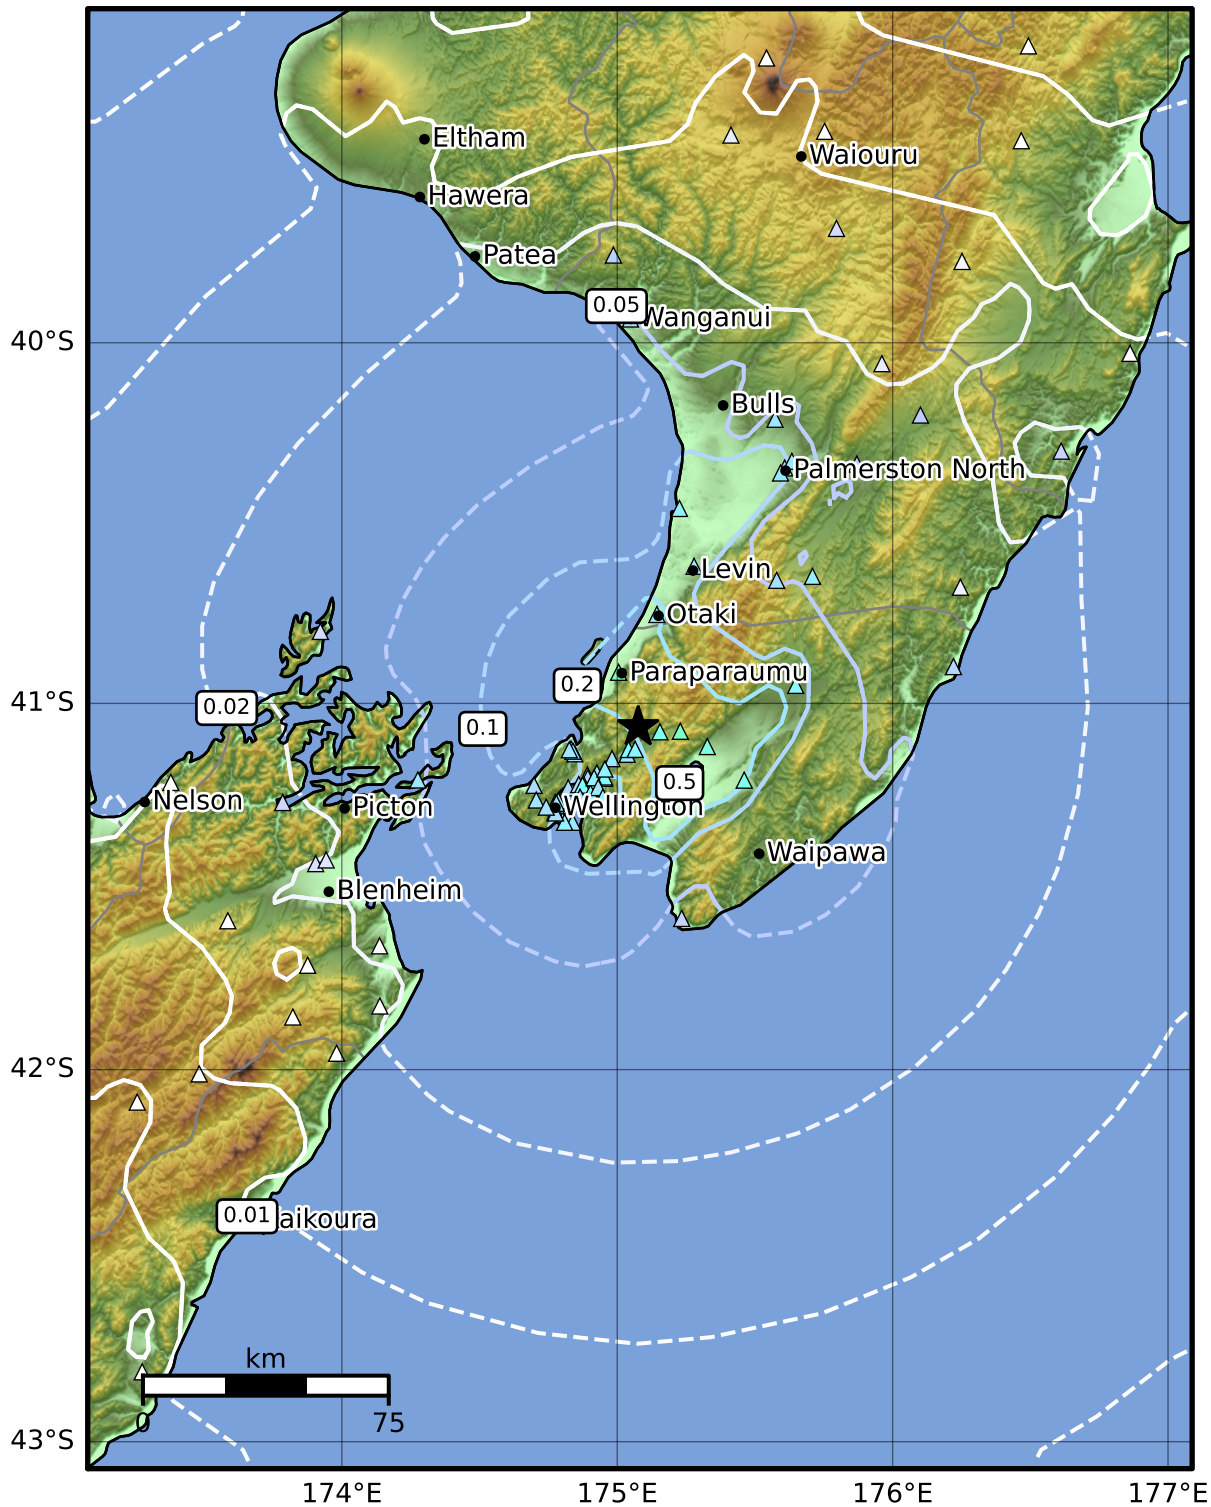 Eltham
Waiouru
Hawera
Patea
0.05
Wanganui
40°S
Bulls
Palmerston North
Levin
Otaki
Paraparaumu
0.2
41°S
0.02
0.1
0.5
Nelson
Picton
Wellington
Waipawa
Blenheim
42°S
0.01
aikoura
km
0
75
43°S
174°E
175°E
176°E
177°E